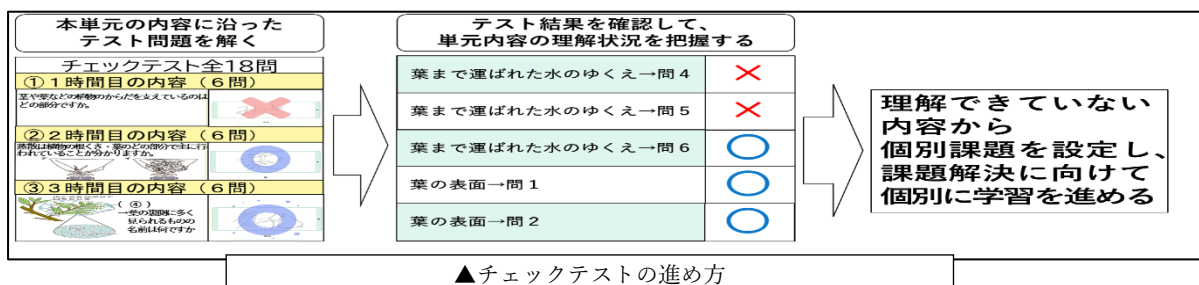 本単元の内容に沿った
テスト問題を解く
チェックテスト全18問
①1時間目の内容（6問）
茎や葉などの植物のからだを支えているのは
どの部分ですか。
②2時間目の内容（6問）
蒸散は植物の根くき・葉のどの部分で主に行
われていることが分かりますか。
③3時間目の内容（6問）
（④）
→葉の裏側に多く
見られるものの
名前は何ですか
テスト結果を確認して、
単元内容の理解状況を把握する
葉まで運ばれた水のゆくえ→問4 ×
葉まで運ばれた水のゆくえ→問5 ×
葉まで運ばれた水のゆくえ→問6 ○
葉の表面→問1 ○
葉の表面→問2 ○
理解できていない
内容から
個別課題を設定し、
課題解決に向けて
個別に学習を進める
▲チェックテストの進め方